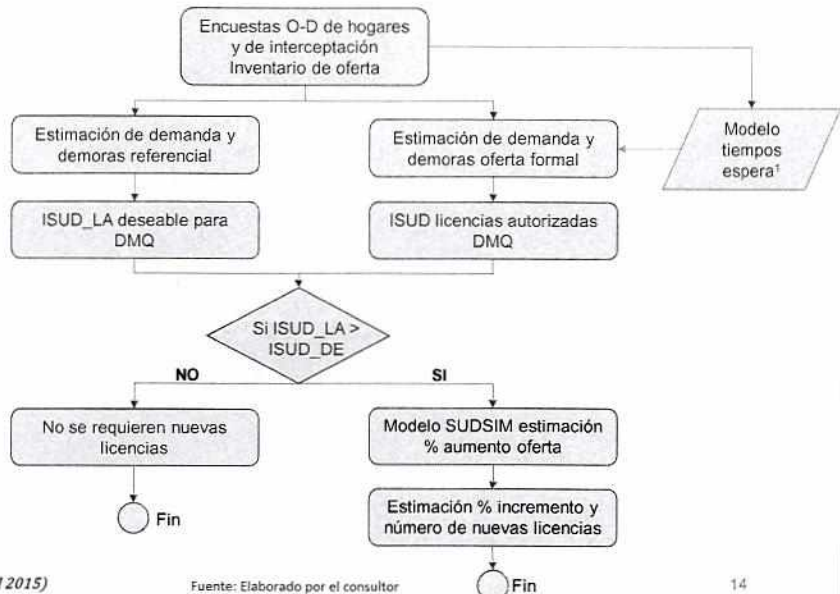 Encuestas O-D de hogares
y de interceptación
Inventario de oferta
Estimación de demanda y
demoras referencial
Estimación de demanda y
demoras oferta formal
Modelo
tiempos
espera¹
ISUD_LA deseable para
DMQ
ISUD licencias autorizadas
DMQ
Si ISUD_LA >
ISUD_DE
NO
SI
No se requieren nuevas
licencias
Modelo SUDSIM estimación
% aumento oferta
Fin
Estimación % incremento y
número de nuevas licencias
2015)
Fuente: Elaborado por el consultor
Fin
14